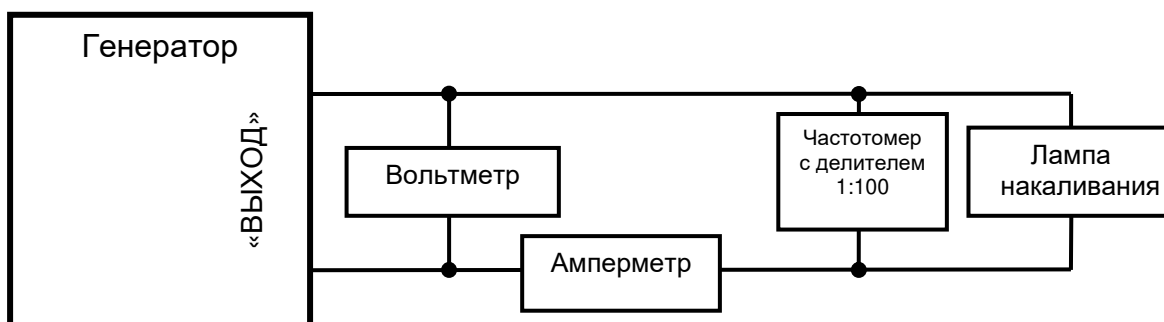 Генератор
«ВЫХОД»
Вольтметр
Амперметр
Частотомер
с делителем
1:100
Лампа
накаливания